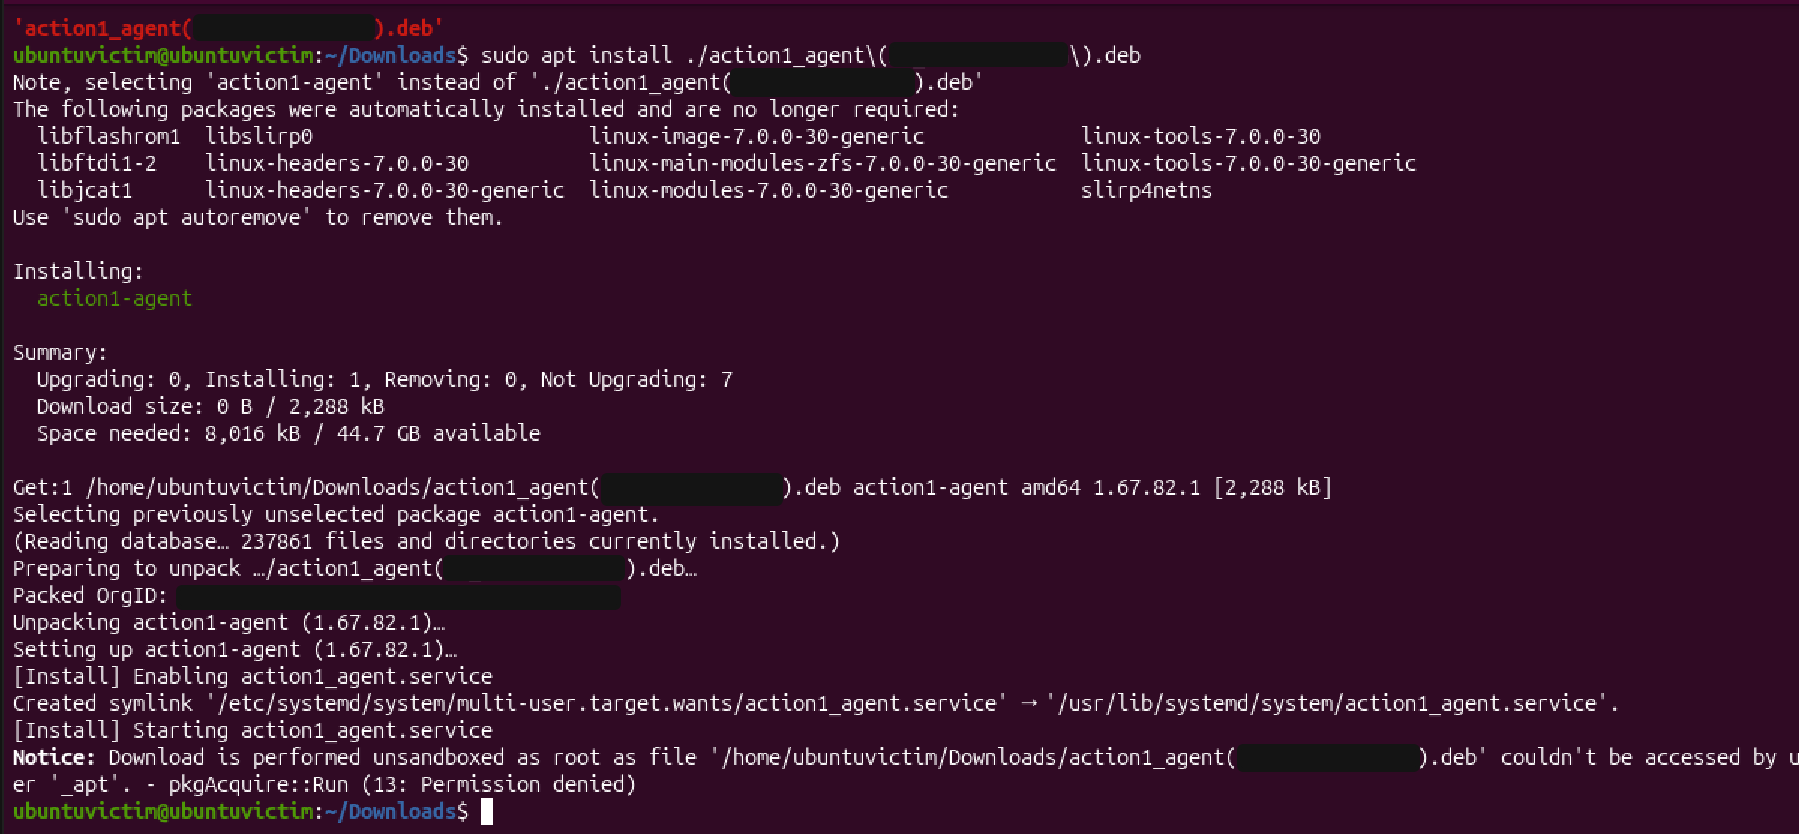 'action1_agent( ).deb'
ubuntuvictim@ubuntuvictim:~/Downloads$ sudo apt install ./action1_agent\( \).deb
Note, selecting 'action1-agent' instead of './action1_agent( ).deb'
The following packages were automatically installed and are no longer required:
  libflashrom1  libslirp0                       linux-image-7.0.0-30-generic             linux-tools-7.0.0-30
  libftdi1-2    linux-headers-7.0.0-30          linux-main-modules-zfs-7.0.0-30-generic  linux-tools-7.0.0-30-generic
  libjcat1      linux-headers-7.0.0-30-generic  linux-modules-7.0.0-30-generic           slirp4netns
Use 'sudo apt autoremove' to remove them.
Installing:
  action1-agent
Summary:
  Upgrading: 0, Installing: 1, Removing: 0, Not Upgrading: 7
  Download size: 0 B / 2,288 kB
  Space needed: 8,016 kB / 44.7 GB available
Get:1 /home/ubuntuvictim/Downloads/action1_agent( ).deb action1-agent amd64 1.67.82.1 [2,288 kB]
Selecting previously unselected package action1-agent.
(Reading database… 237861 files and directories currently installed.)
Preparing to unpack …/action1_agent( ).deb…
Packed OrgID:
Unpacking action1-agent (1.67.82.1)…
Setting up action1-agent (1.67.82.1)…
[Install] Enabling action1_agent.service
Created symlink '/etc/systemd/system/multi-user.target.wants/action1_agent.service' → '/usr/lib/systemd/system/action1_agent.service'.
[Install] Starting action1_agent.service
Notice: Download is performed unsandboxed as root as file '/home/ubuntuvictim/Downloads/action1_agent( ).deb' couldn't be accessed by u
er '_apt'. - pkgAcquire::Run (13: Permission denied)
ubuntuvictim@ubuntuvictim:~/Downloads$